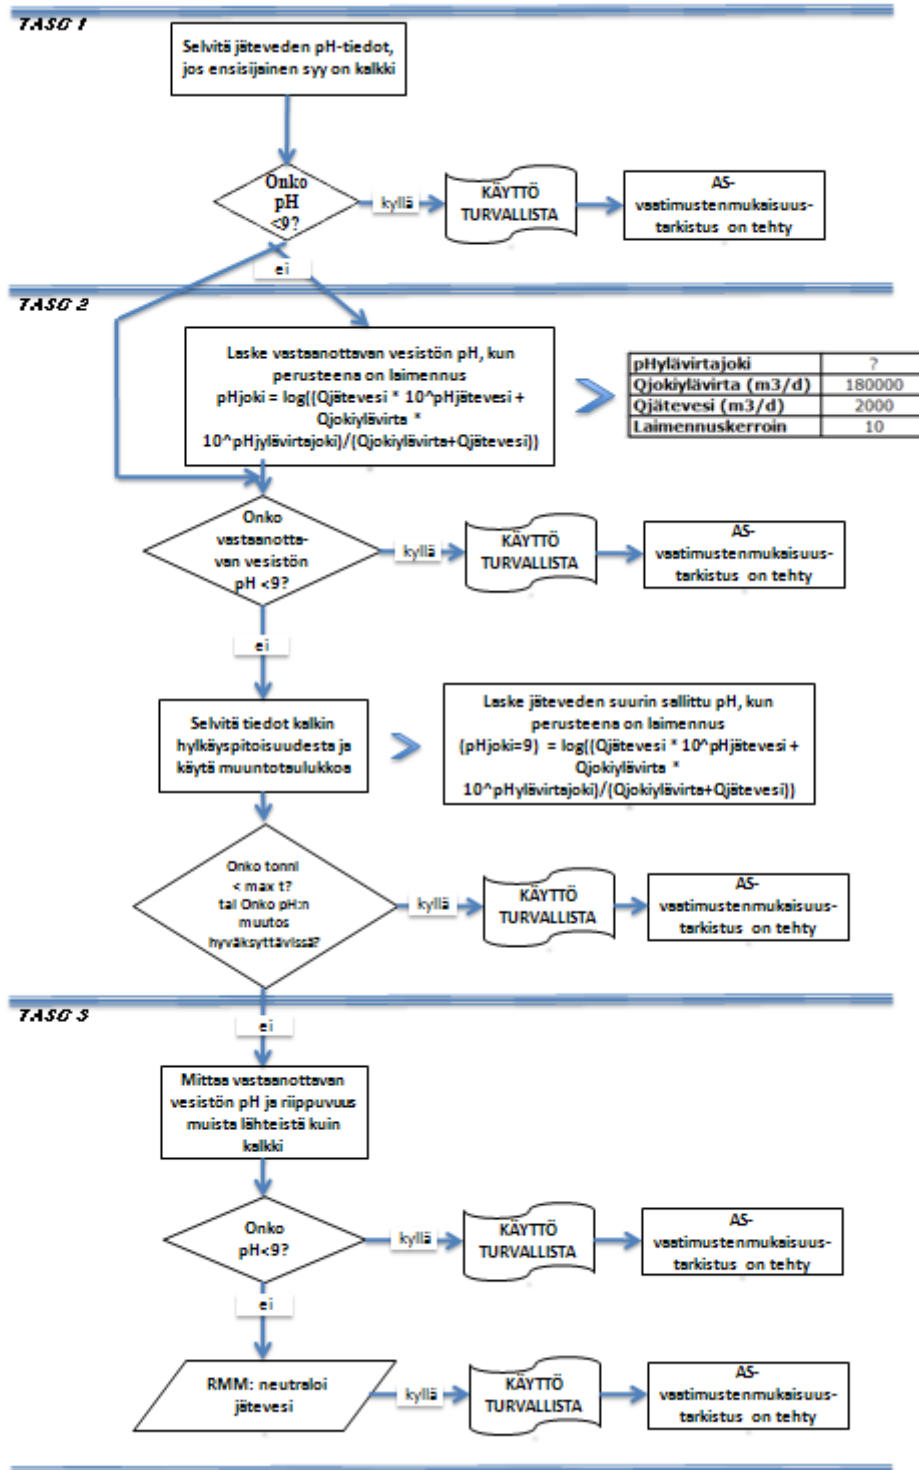 TASO 1
Selvitä jäteveden pH-tiedot,
jos ensisijainen syy on kalkki
Onko
pH
<9?
kyllä
KÄYTTÖ
TURVALLISTA
AS-
vaatimustenmukaisuus-
tarkistus on tehty
ei
TASO 2
Laske vastaanottavan vesistön pH, kun
perusteena on laimennus
pHjoki = log((Qjätevesi * 10^pHjätevesi +
Qjokiylävirta *
10^pHjylävirtajoki)/(Qjokiylävirta+Qjätevesi))
pHylävirtajoki ?
Qjokiylävirta (m3/d) 180000
Qjätevesi (m3/d) 2000
Laimennuskerroin 10
Onko
vastaanotta-
van vesistön
pH <9?
kyllä
KÄYTTÖ
TURVALLISTA
AS-
vaatimustenmukaisuus-
tarkistus on tehty
ei
Selvitä tiedot kalkin
hylkäyspitoisuudesta ja
käytä muuntotaulukkoa
Laske jäteveden suurin sallittu pH, kun
perusteena on laimennus
(pHjoki=9) = log((Qjätevesi * 10^pHjätevesi +
Qjokiylävirta *
10^pHylävirtajoki)/(Qjokiylävirta+Qjätevesi))
Onko tonni
< max t?
tai Onko pH:n
muutos
hyväksyttävissä?
kyllä
KÄYTTÖ
TURVALLISTA
AS-
vaatimustenmukaisuus-
tarkistus on tehty
TASO 3
ei
Mittaa vastaanottavan
vesistön pH ja riippuvuus
muista lähteistä kuin
kalkki
Onko
pH<9?
kyllä
KÄYTTÖ
TURVALLISTA
AS-
vaatimustenmukaisuus-
tarkistus on tehty
ei
RMM: neutraloi
jätevesi
kyllä
KÄYTTÖ
TURVALLISTA
AS-
vaatimustenmukaisuus-
tarkistus on tehty